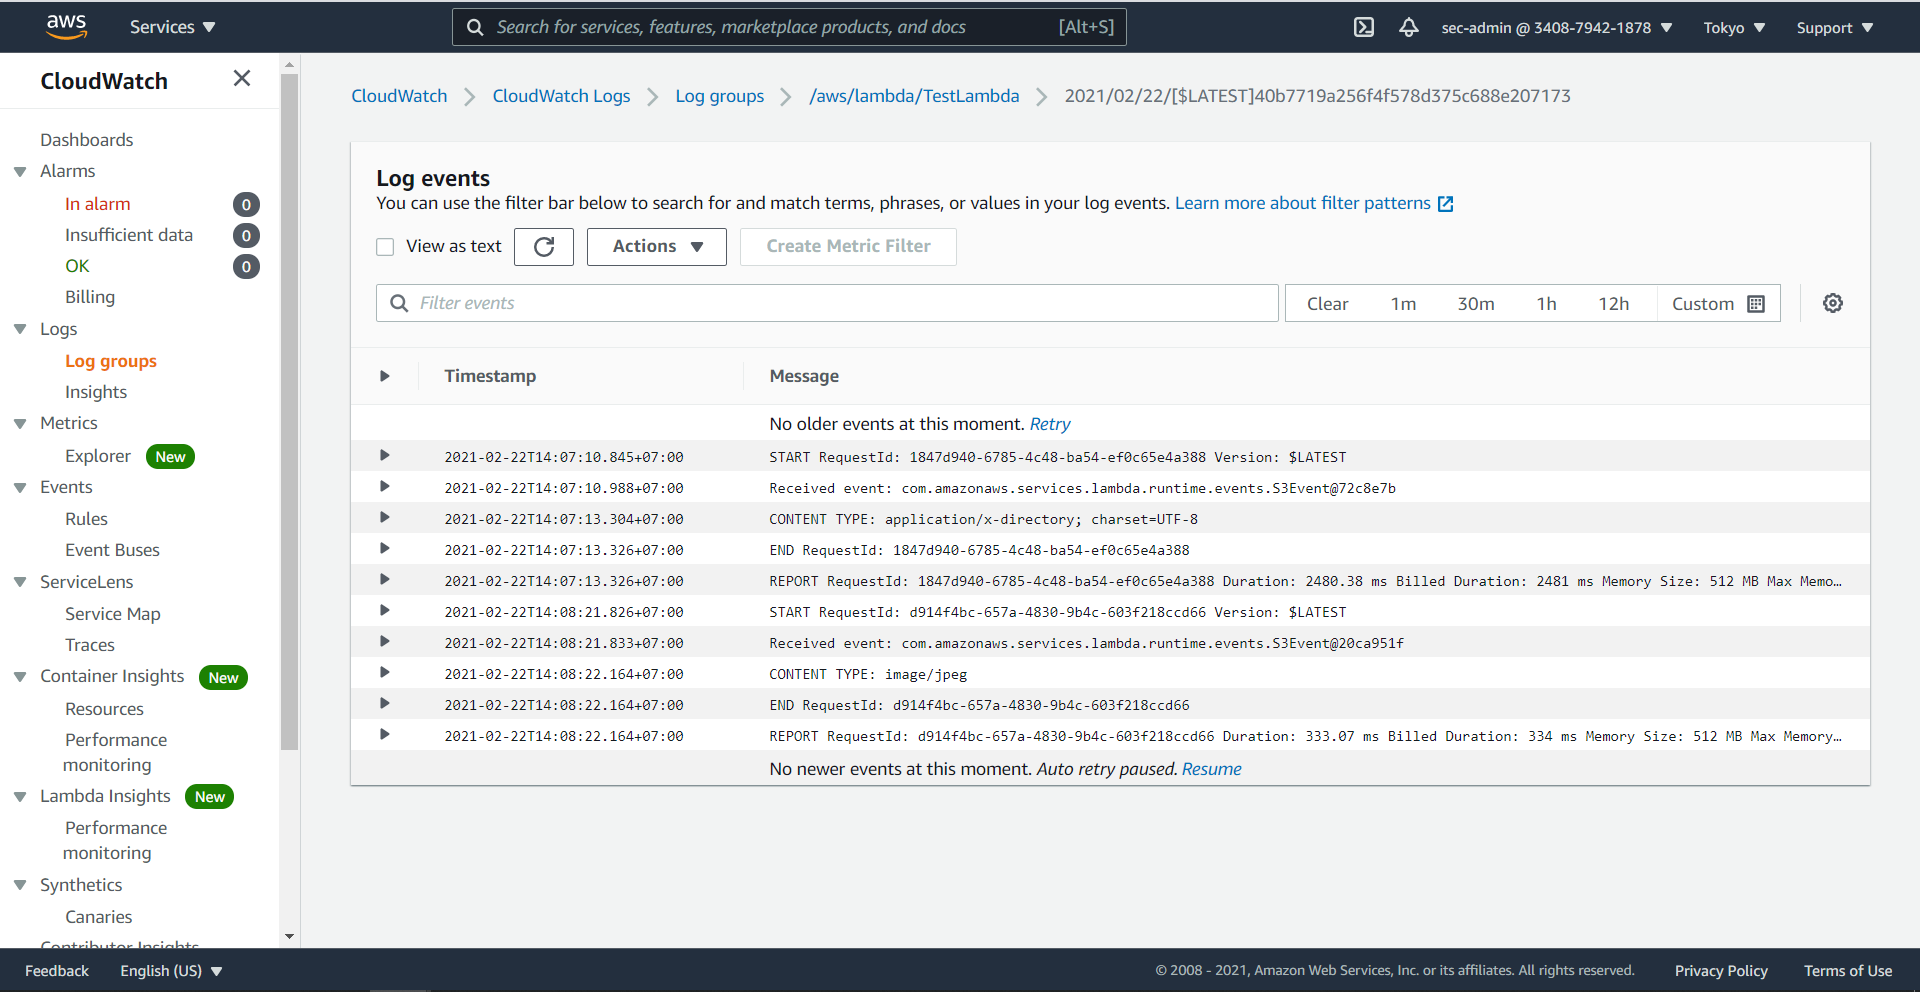 aws Services Search for services, features, marketplace products, and docs [Alt+S] sec-admin @ 3408-7942-1878 Tokyo Support
CloudWatch
Dashboards
Alarms
In alarm 0
Insufficient data 0
OK 0
Billing
Logs
Log groups
Insights
Metrics
Explorer New
Events
Rules
Event Buses
ServiceLens
Service Map
Traces
Container Insights New
Resources
Performance
monitoring
Lambda Insights New
Performance
monitoring
Synthetics
Canaries
Contributor Insights
CloudWatch CloudWatch Logs Log groups /aws/lambda/TestLambda 2021/02/22/[$LATEST]40b7719a256f4f578d375c688e207173
Log events
You can use the filter bar below to search for and match terms, phrases, or values in your log events. Learn more about filter patterns
View as text Actions Create Metric Filter
Filter events Clear 1m 30m 1h 12h Custom
Timestamp Message
No older events at this moment. Retry
2021-02-22T14:07:10.845+07:00 START RequestId: 1847d940-6785-4c48-ba54-ef0c65e4a388 Version: $LATEST
2021-02-22T14:07:10.988+07:00 Received event: com.amazonaws.services.lambda.runtime.events.S3Event@72c8e7b
2021-02-22T14:07:13.304+07:00 CONTENT TYPE: application/x-directory; charset=UTF-8
2021-02-22T14:07:13.326+07:00 END RequestId: 1847d940-6785-4c48-ba54-ef0c65e4a388
2021-02-22T14:07:13.326+07:00 REPORT RequestId: 1847d940-6785-4c48-ba54-ef0c65e4a388 Duration: 2480.38 ms Billed Duration: 2481 ms Memory Size: 512 MB Max Memo…
2021-02-22T14:08:21.826+07:00 START RequestId: d914f4bc-657a-4830-9b4c-603f218ccd66 Version: $LATEST
2021-02-22T14:08:21.833+07:00 Received event: com.amazonaws.services.lambda.runtime.events.S3Event@20ca951f
2021-02-22T14:08:22.164+07:00 CONTENT TYPE: image/jpeg
2021-02-22T14:08:22.164+07:00 END RequestId: d914f4bc-657a-4830-9b4c-603f218ccd66
2021-02-22T14:08:22.164+07:00 REPORT RequestId: d914f4bc-657a-4830-9b4c-603f218ccd66 Duration: 333.07 ms Billed Duration: 334 ms Memory Size: 512 MB Max Memory…
No newer events at this moment. Auto retry paused. Resume
Feedback English (US) © 2008 - 2021, Amazon Web Services, Inc. or its affiliates. All rights reserved. Privacy Policy Terms of Use